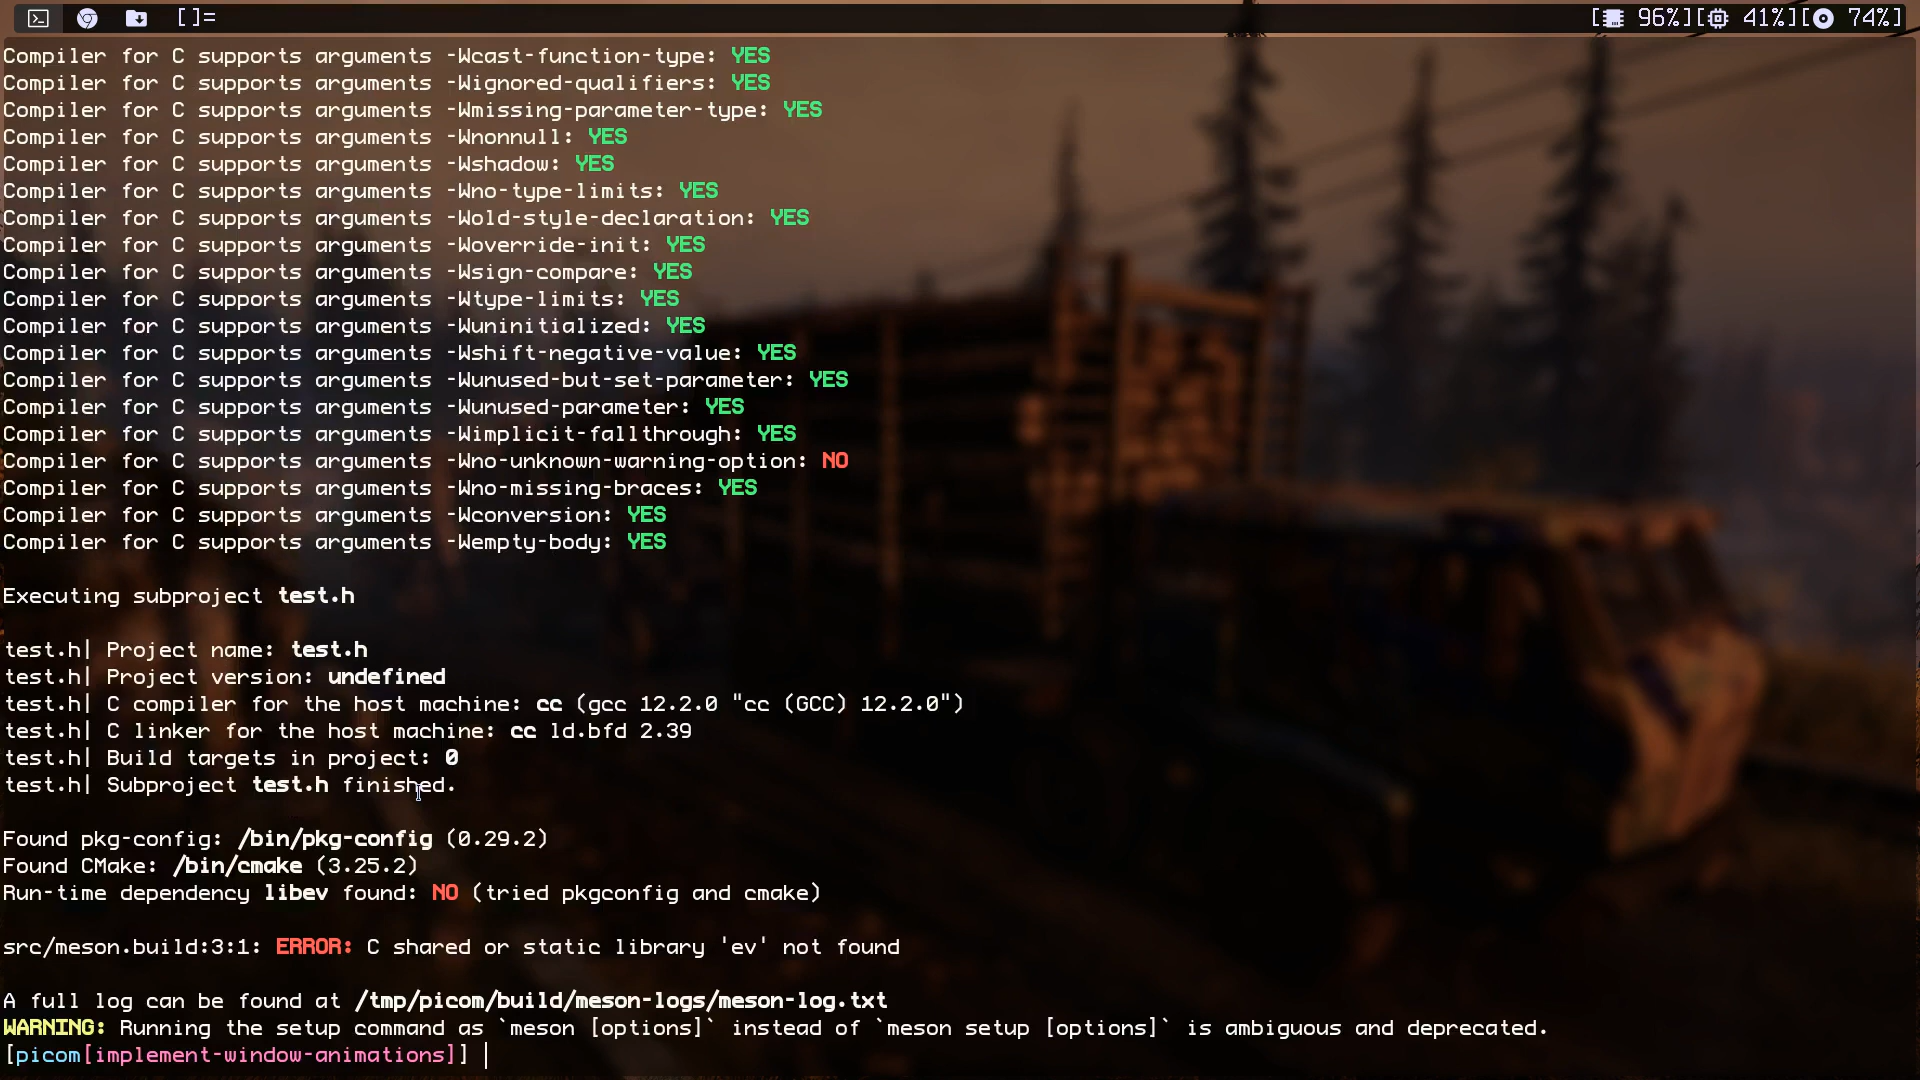 []= [ 96%][ 41%][ 74%]
Compiler for C supports arguments -Wcast-function-type: YES
Compiler for C supports arguments -Wignored-qualifiers: YES
Compiler for C supports arguments -Wmissing-parameter-type: YES
Compiler for C supports arguments -Wnonnull: YES
Compiler for C supports arguments -Wshadow: YES
Compiler for C supports arguments -Wno-type-limits: YES
Compiler for C supports arguments -Wold-style-declaration: YES
Compiler for C supports arguments -Woverride-init: YES
Compiler for C supports arguments -Wsign-compare: YES
Compiler for C supports arguments -Wtype-limits: YES
Compiler for C supports arguments -Wuninitialized: YES
Compiler for C supports arguments -Wshift-negative-value: YES
Compiler for C supports arguments -Wunused-but-set-parameter: YES
Compiler for C supports arguments -Wunused-parameter: YES
Compiler for C supports arguments -Wimplicit-fallthrough: YES
Compiler for C supports arguments -Wno-unknown-warning-option: NO
Compiler for C supports arguments -Wno-missing-braces: YES
Compiler for C supports arguments -Wconversion: YES
Compiler for C supports arguments -Wempty-body: YES
Executing subproject test.h
test.h| Project name: test.h
test.h| Project version: undefined
test.h| C compiler for the host machine: cc (gcc 12.2.0 "cc (GCC) 12.2.0")
test.h| C linker for the host machine: cc ld.bfd 2.39
test.h| Build targets in project: 0
test.h| Subproject test.h finished.
Found pkg-config: /bin/pkg-config (0.29.2)
Found CMake: /bin/cmake (3.25.2)
Run-time dependency libev found: NO (tried pkgconfig and cmake)
src/meson.build:3:1: ERROR: C shared or static library 'ev' not found
A full log can be found at /tmp/picom/build/meson-logs/meson-log.txt
WARNING: Running the setup command as `meson [options]` instead of `meson setup [options]` is ambiguous and deprecated.
[picom[implement-window-animations]]